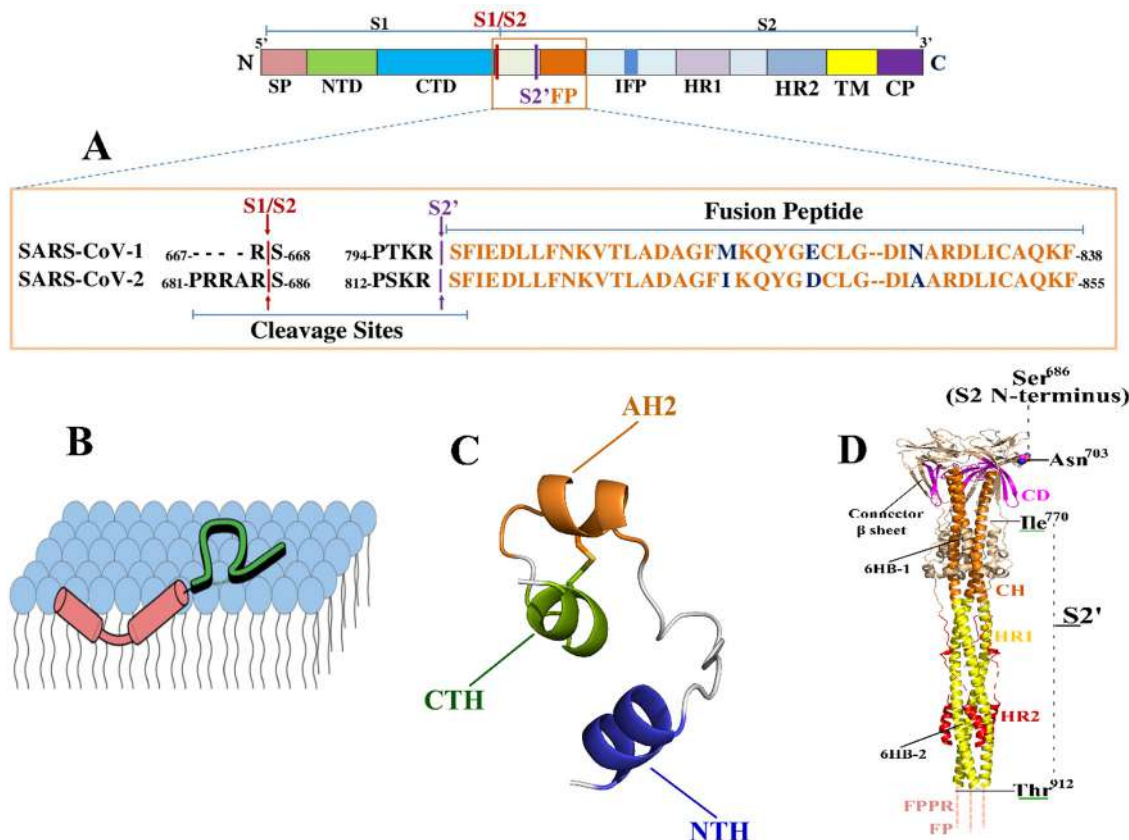 S1/S2
S1 S2
5' 3'
N C
SP NTD CTD IFP HR1 HR2 TM CP
S2'FP
A
S1/S2 S2' Fusion Peptide
SARS-CoV-1 667- - - - - R S-668 794-PTKR SFIEDLLFNKVTLADAGFMKQYGECLG--DINARDLICAQKF-838
SARS-CoV-2 681-PRRAR S-686 812-PSKR SFIEDLLFNKVTLADAGFIKQYGDCLG--DIAARDLICAQKF-855
Cleavage Sites
B
C
AH2
CTH
NTH
D
Ser686
(S2 N-terminus)
Asn703
CD
Connector
β sheet
Ile770
6HB-1
CH
S2'
HR1
HR2
6HB-2
Thr912
FPPR
FP